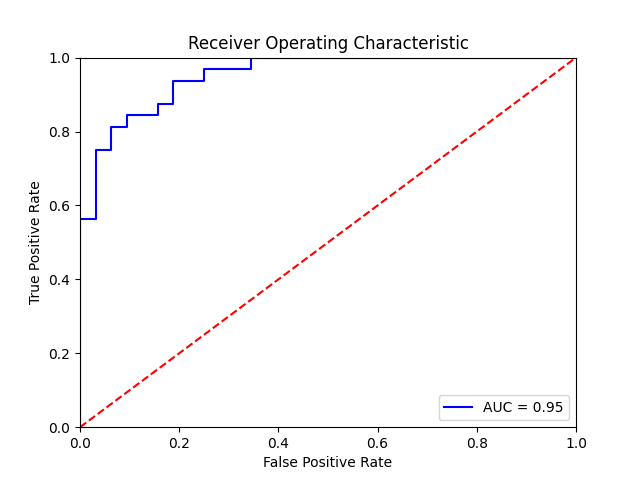 Receiver Operating Characteristic
1.0
0.8
0.6
0.4
0.2
0.0
True Positive Rate
AUC = 0.95
0.0 0.2 0.4 0.6 0.8 1.0
False Positive Rate